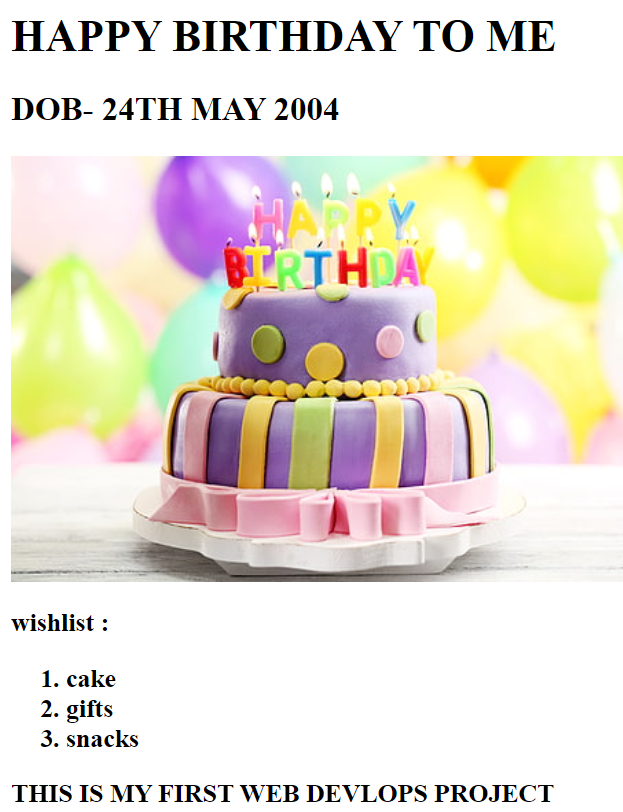 HAPPY BIRTHDAY TO ME
DOB- 24TH MAY 2004
HAPPY
BIRTHDAY
wishlist :
1. cake
2. gifts
3. snacks
THIS IS MY FIRST WEB DEVLOPS PROJECT